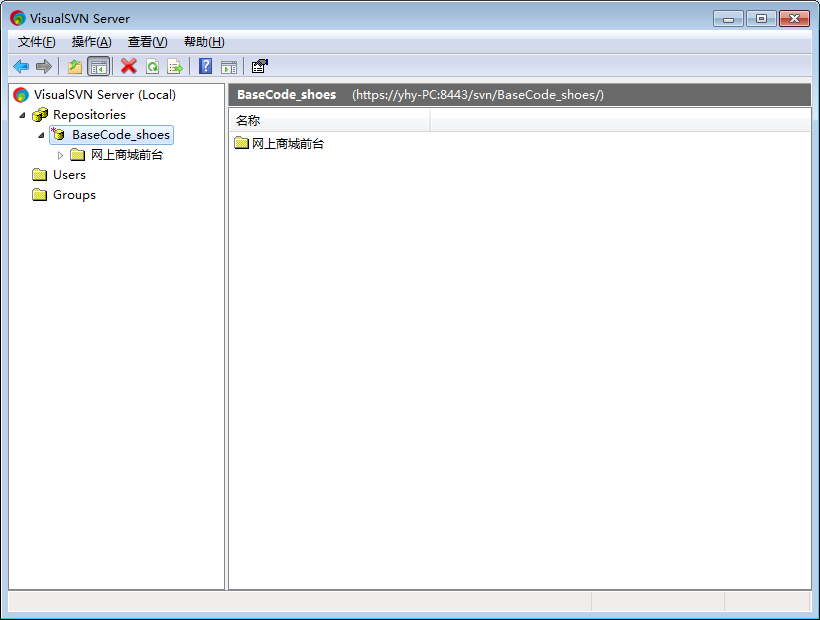 VisualSVN Server
文件(F) 操作(A) 查看(V) 帮助(H)
VisualSVN Server (Local)
Repositories
BaseCode_shoes
网上商城前台
Users
Groups
BaseCode_shoes (https://yhy-PC:8443/svn/BaseCode_shoes/)
名称
网上商城前台